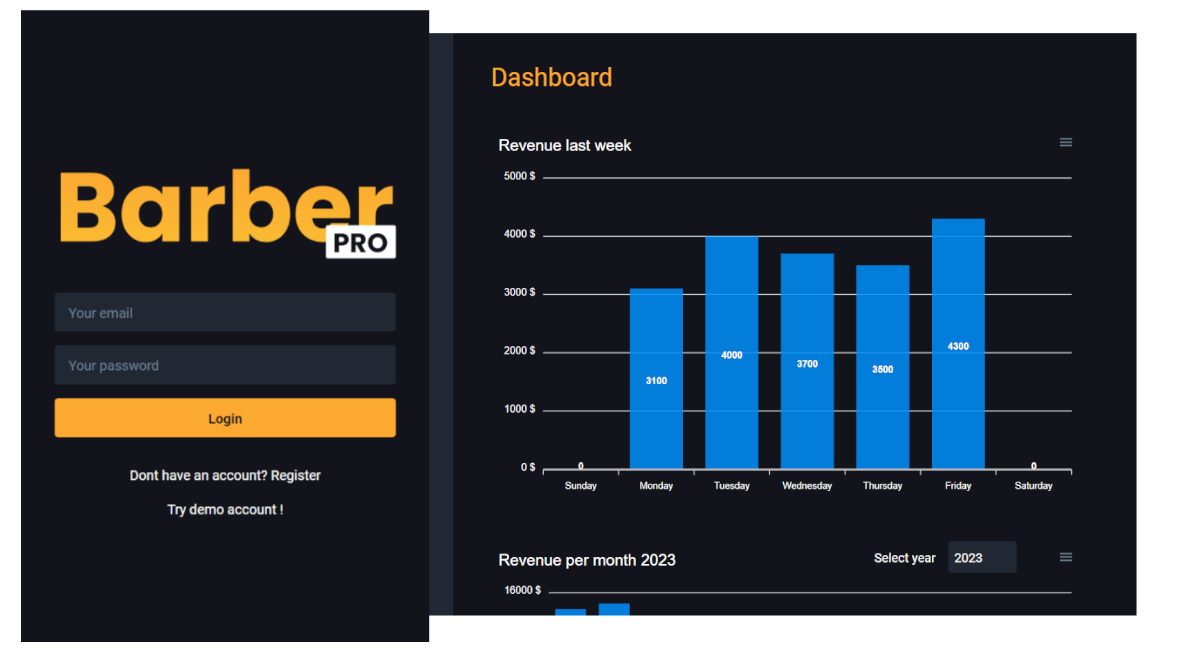 Barber
PRO
Your email
Your password
Login
Dont have an account? Register
Try demo account !
Dashboard
Revenue last week
5000 $
4000 $
3000 $
2000 $
1000 $
0 $
0
3100
4000
3700
3500
4300
0
Sunday
Monday
Tuesday
Wednesday
Thursday
Friday
Saturday
Revenue per month 2023
Select year
2023
16000 $